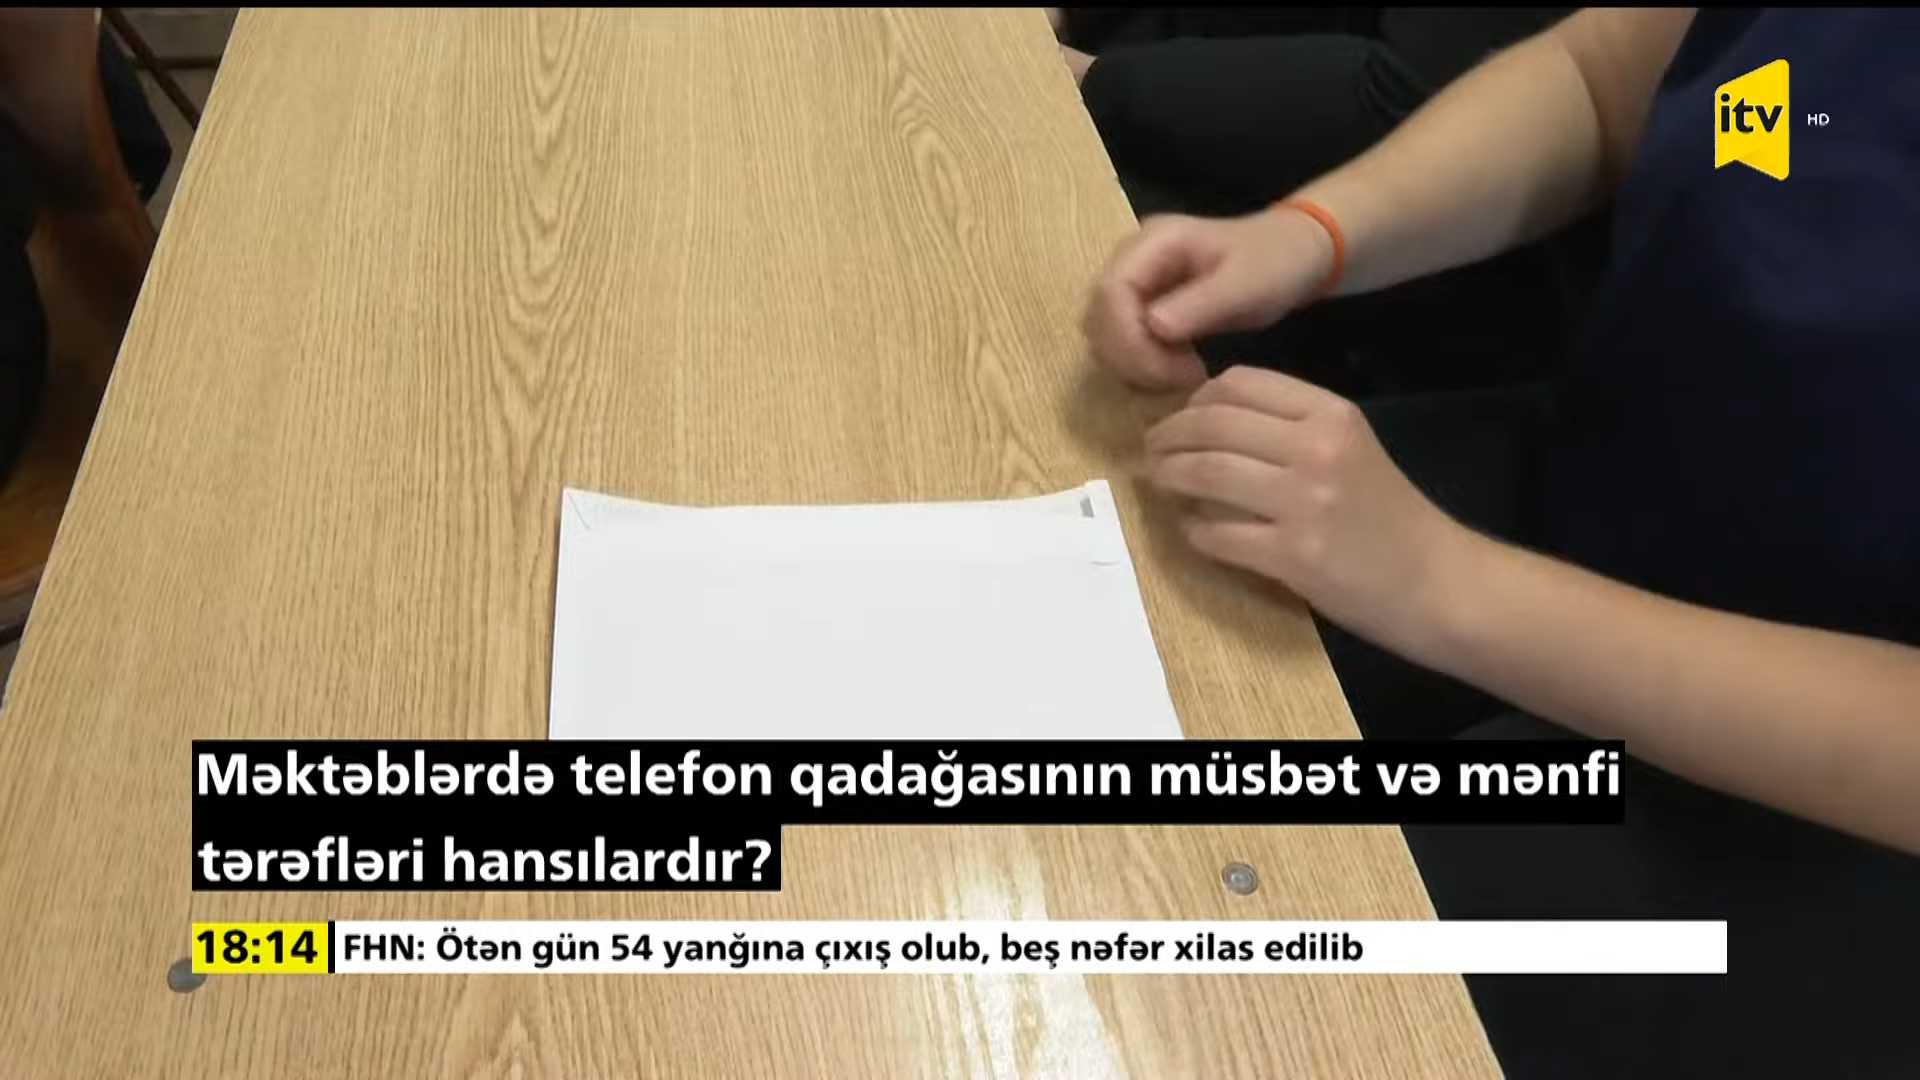 itv HD
Məktəblərdə telefon qadağasının müsbət və mənfi
tərəfləri hansılardır?
18:14 FHN: Ötən gün 54 yanğına çıxış olub, beş nəfər xilas edilib